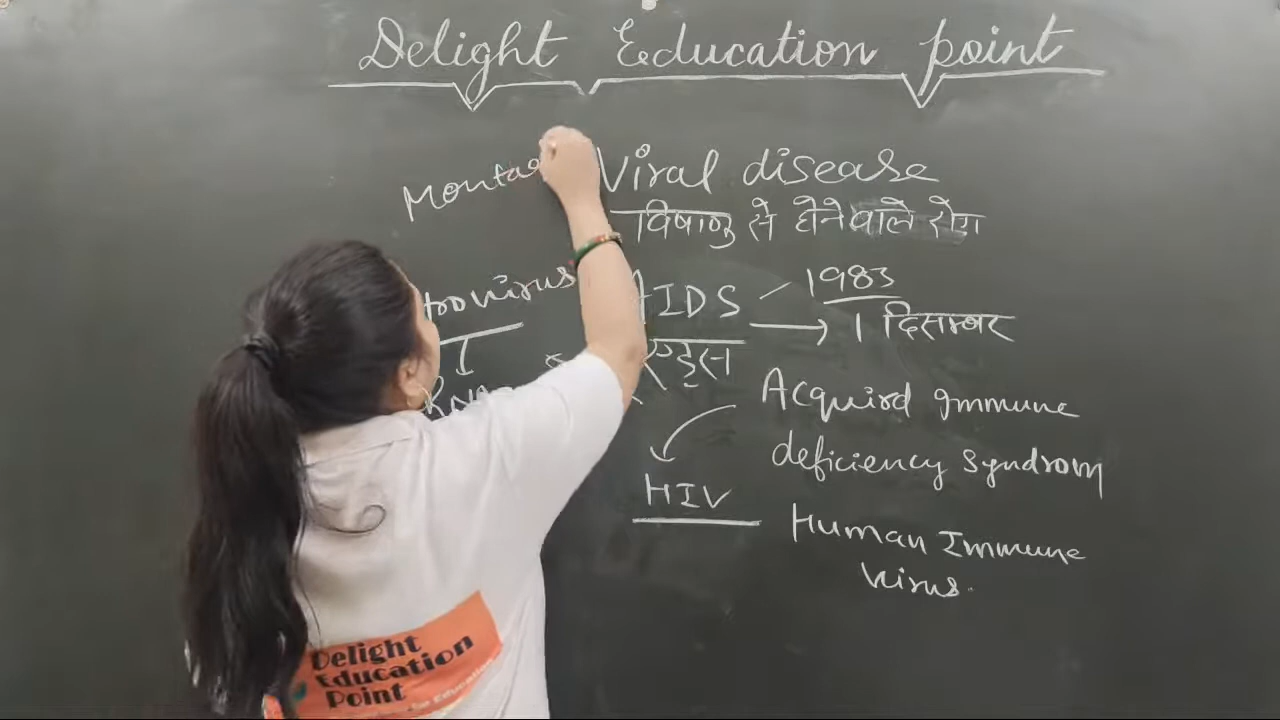 Delight Education point
Viral disease
विषाणु से होने वाले रोग
1983
AIDS → 1 दिसम्बर
एड्स
Acquird Immune
deficiency Syndrom
HIV
Human Immune
Virus.
Delight
Education
Point